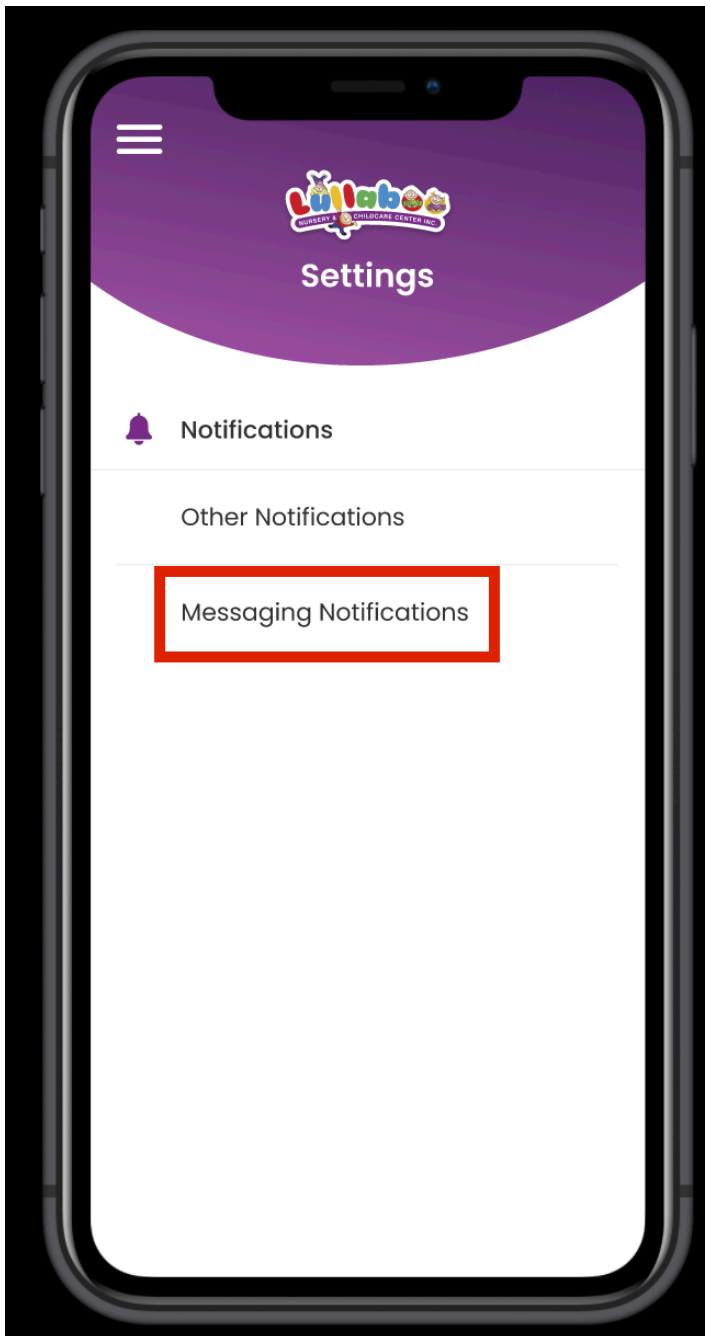 Lullaboo
NURSERY & CHILDCARE CENTER INC.
Settings
Notifications
Other Notifications
Messaging Notifications